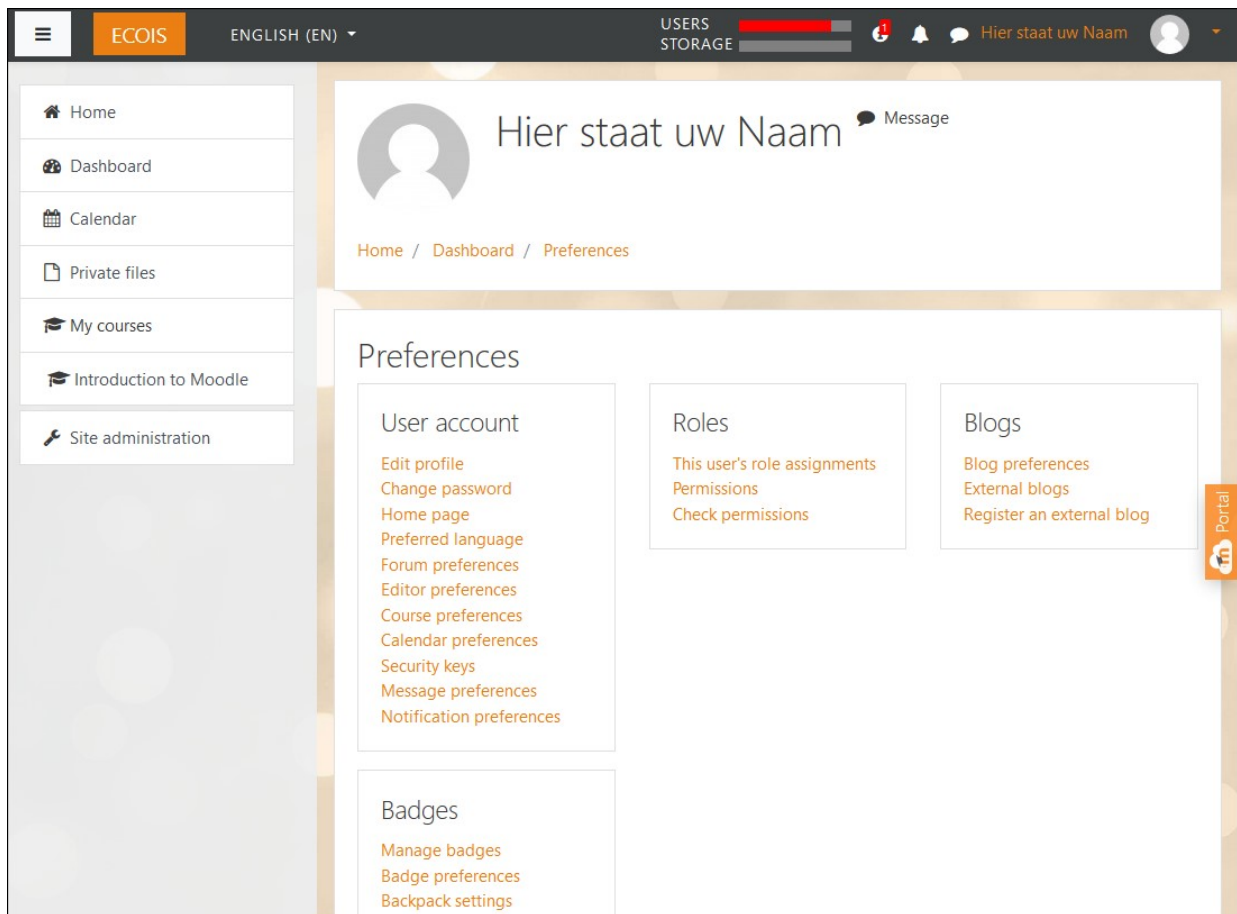 ECOIS
ENGLISH (EN)
USERS
STORAGE
1
Hier staat uw Naam
Home
Dashboard
Calendar
Private files
My courses
Introduction to Moodle
Site administration
Hier staat uw Naam
Message
Home / Dashboard / Preferences
Preferences
User account
Edit profile
Change password
Home page
Preferred language
Forum preferences
Editor preferences
Course preferences
Calendar preferences
Security keys
Message preferences
Notification preferences
Roles
This user's role assignments
Permissions
Check permissions
Blogs
Blog preferences
External blogs
Register an external blog
Badges
Manage badges
Badge preferences
Backpack settings
m Portal